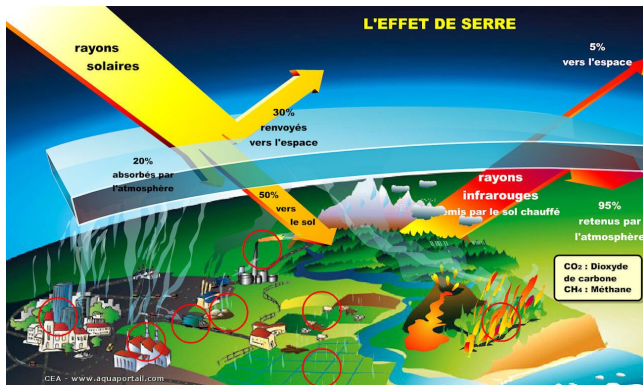 L'EFFET DE SERRE
rayons
solaires
5%
vers l'espace
30%
renvoyés
vers l'espace
20%
absorbés par
l'atmosphère
50%
vers
le sol
rayons
infrarouges
emis par le sol chauffé
95%
retenus par
l'atmosphère
CO₂ : Dioxyde
de carbone
CH₄ : Méthane
CEA - www.aquaportail.com